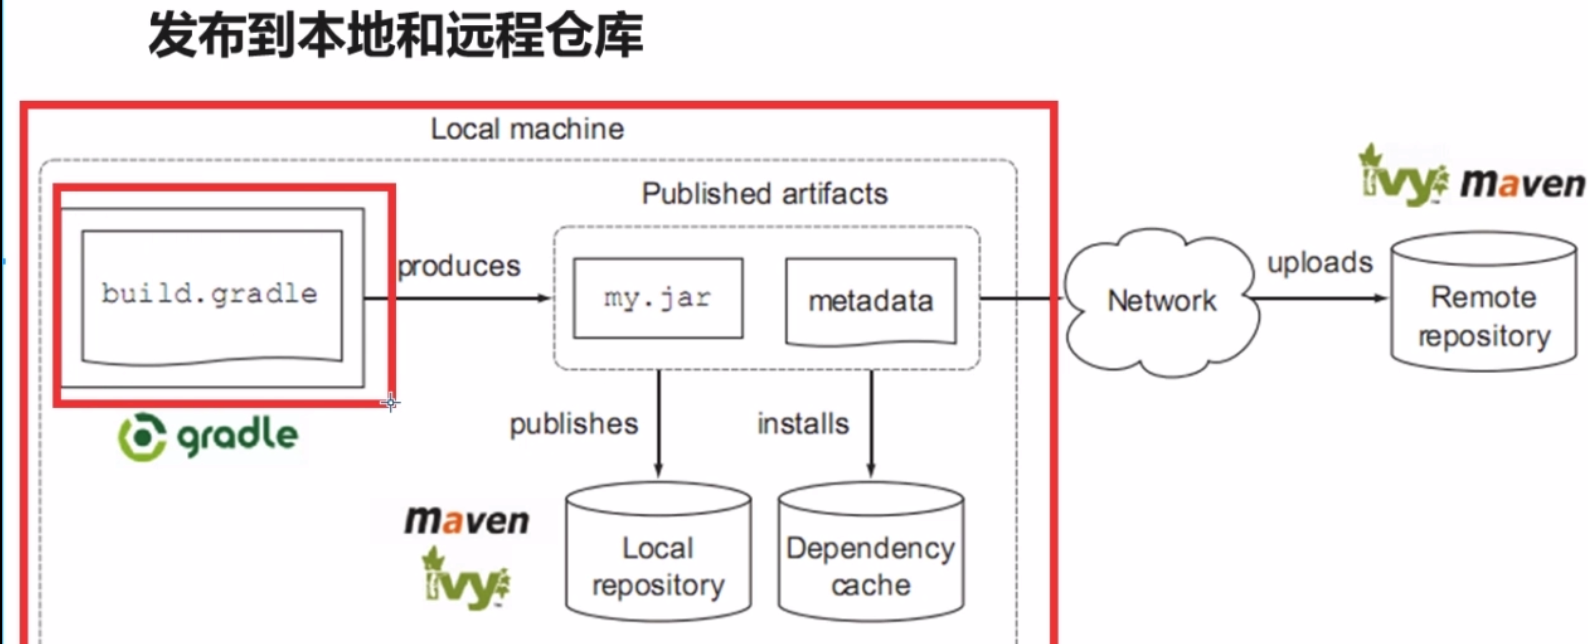 发布到本地和远程仓库
Local machine
Published artifacts
ivy maven
build.gradle
produces
my.jar
metadata
Network
uploads
Remote
repository
gradle
publishes
installs
maven
ivy
Local
repository
Dependency
cache